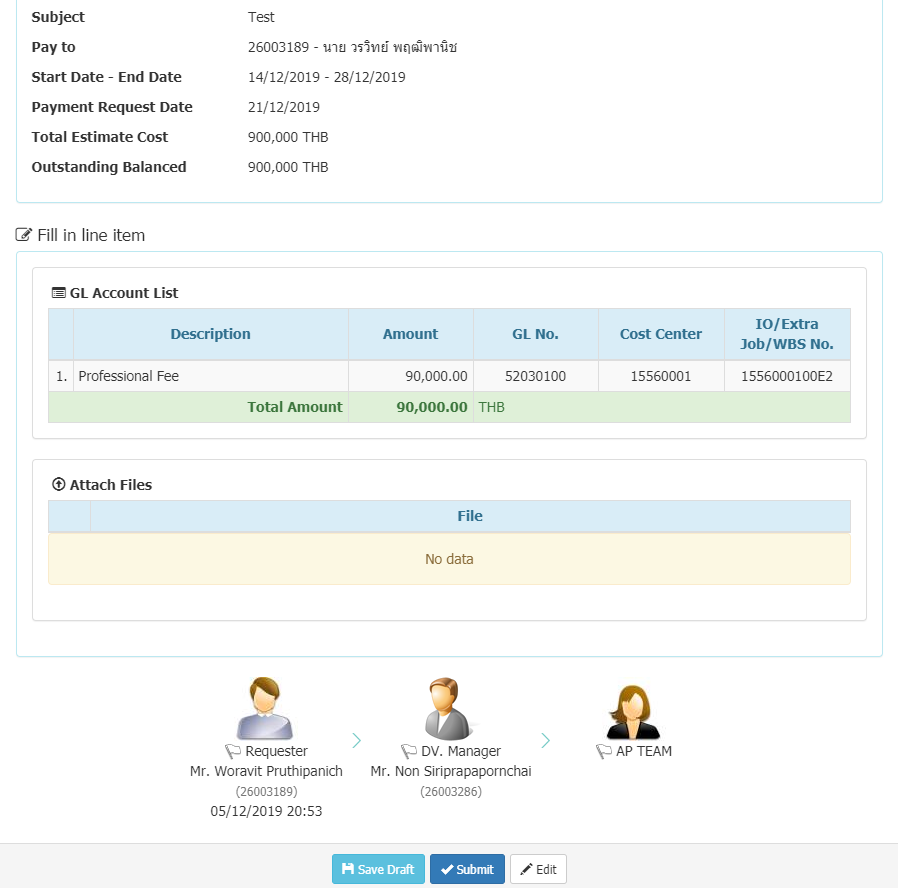 Subject Test
Pay to 26003189 - นาย วรวิทย์ พฤฒิพานิช
Start Date - End Date 14/12/2019 - 28/12/2019
Payment Request Date 21/12/2019
Total Estimate Cost 900,000 THB
Outstanding Balanced 900,000 THB
Fill in line item
GL Account List
Description Amount GL No. Cost Center IO/Extra Job/WBS No.
1. Professional Fee 90,000.00 52030100 15560001 1556000100E2
Total Amount 90,000.00 THB
Attach Files
File
No data
Requester DV. Manager AP TEAM
Mr. Woravit Pruthipanich Mr. Non Siriprapapornchai
(26003189) (26003286)
05/12/2019 20:53
Save Draft Submit Edit